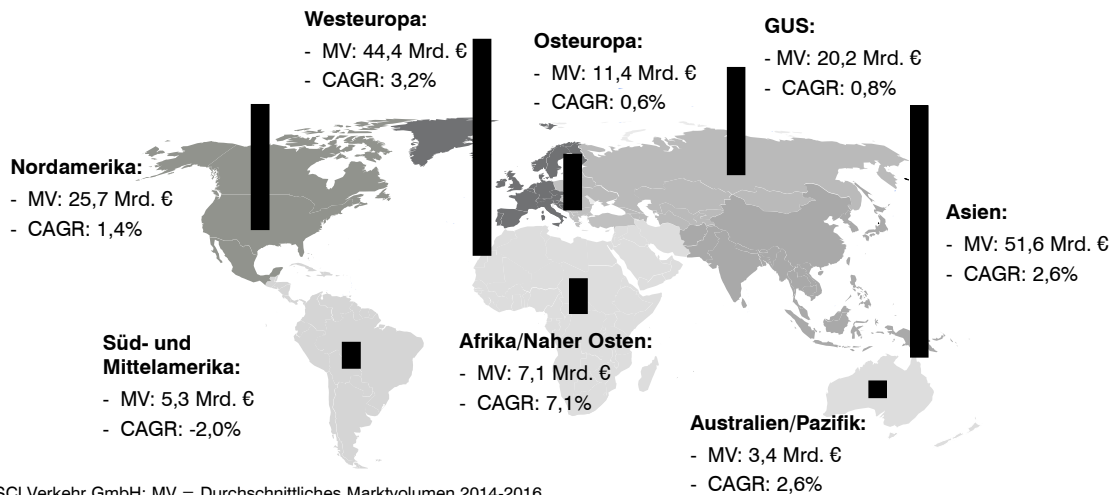 Westeuropa:
- MV: 44,4 Mrd. €
- CAGR: 3,2%
Osteuropa:
- MV: 11,4 Mrd. €
- CAGR: 0,6%
GUS:
- MV: 20,2 Mrd. €
- CAGR: 0,8%
Nordamerika:
- MV: 25,7 Mrd. €
- CAGR: 1,4%
Asien:
- MV: 51,6 Mrd. €
- CAGR: 2,6%
Süd- und
Mittelamerika:
- MV: 5,3 Mrd. €
- CAGR: -2,0%
Afrika/Naher Osten:
- MV: 7,1 Mrd. €
- CAGR: 7,1%
Australien/Pazifik:
- MV: 3,4 Mrd. €
- CAGR: 2,6%
SCI Verkehr GmbH; MV = Durchschnittliches Marktvolumen 2014-2016